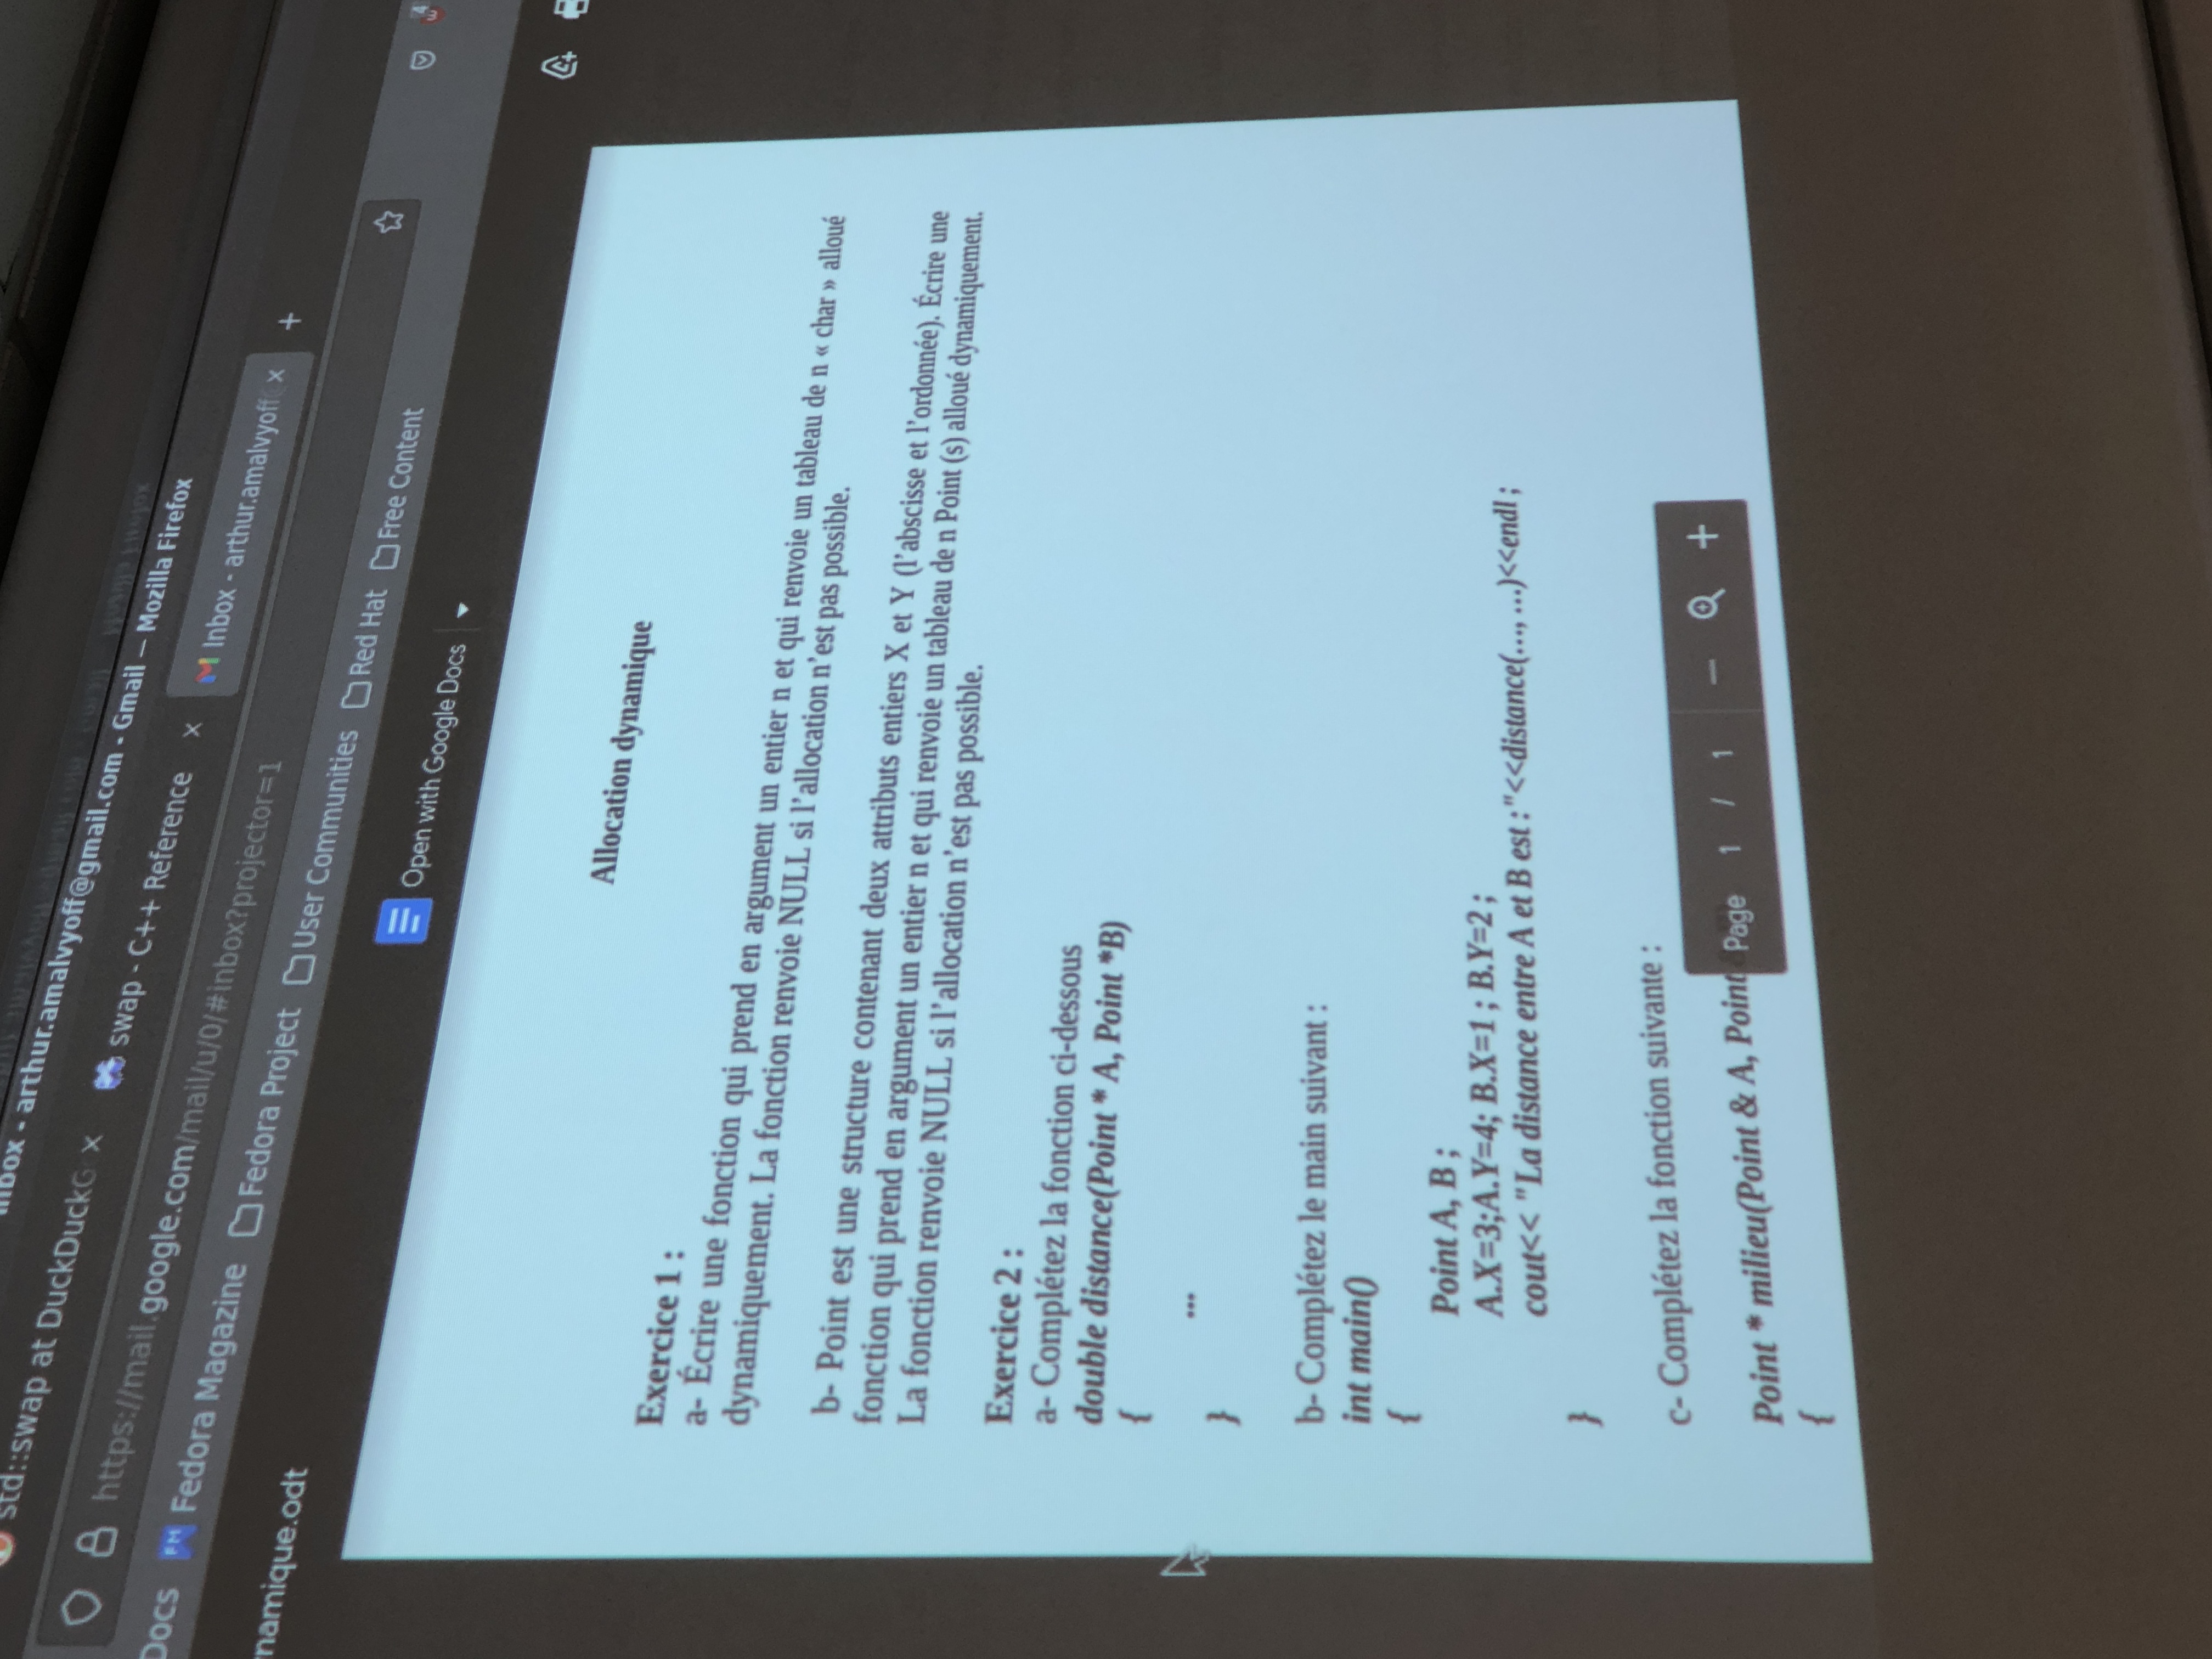 std::swap at DuckDuckG
swap - C++ Reference
Inbox - arthur.amalvyoff@gmail.com - Gmail — Mozilla Firefox
Inbox - arthur.amalvyoff
https://mail.google.com/mail/u/0/#inbox?projector=1
Docs
Fedora Magazine
Fedora Project
User Communities
Red Hat
Free Content
4
namique.odt
Open with Google Docs
Allocation dynamique
Exercice 1 :
a- Écrire une fonction qui prend en argument un entier n et qui renvoie un tableau de n « char » alloué
dynamiquement. La fonction renvoie NULL si l'allocation n'est pas possible.
b- Point est une structure contenant deux attributs entiers X et Y (l'abscisse et l'ordonnée). Écrire une
fonction qui prend en argument un entier n et qui renvoie un tableau de n Point (s) alloué dynamiquement.
La fonction renvoie NULL si l'allocation n'est pas possible.
Exercice 2 :
a- Complétez la fonction ci-dessous
double distance(Point * A, Point *B)
{
...
}
b- Complétez le main suivant :
int main()
{
Point A, B ;
A.X=3;A.Y=4; B.X=1 ; B.Y=2 ;
cout<< "La distance entre A et B est :"<<distance(..., ...)<<endl ;
}
c- Complétez la fonction suivante :
Point * milieu(Point & A, Point
{
Page 1 / 1